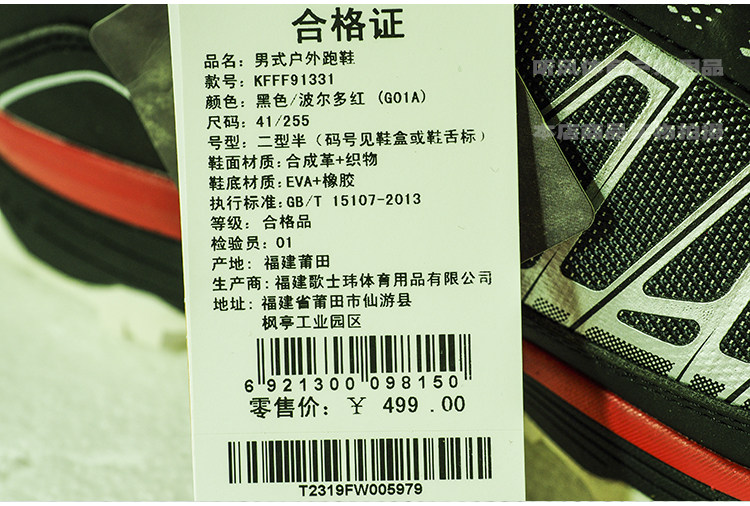 合格证
品名：男式户外跑鞋
款号：KFFF91331
颜色：黑色/波尔多红 (G01A)
尺码：41/255
号型：二型半（码号见鞋盒或鞋舌标）
鞋面材质：合成革+织物
鞋底材质：EVA+橡胶
执行标准：GB/T 15107-2013
等级：合格品
检验员：01
产地：福建莆田
生产商：福建歌士玮体育用品有限公司
地址：福建省莆田市仙游县
枫亭工业园区
6 921300 098150
零售价：￥ 499.00
T2319FW005979